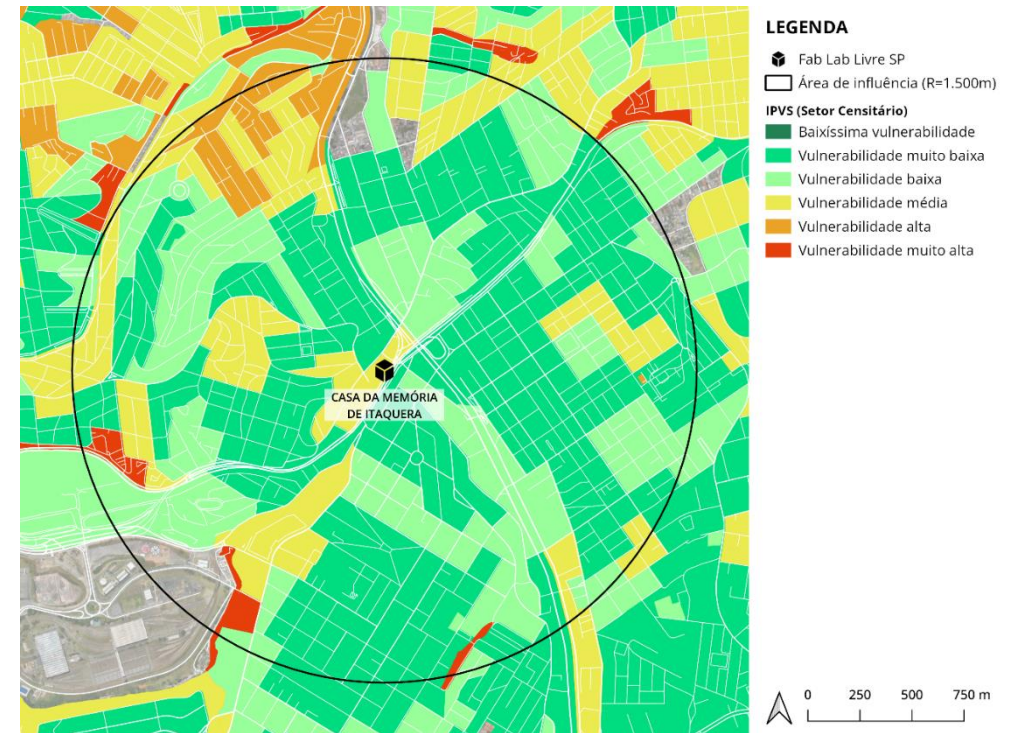 LEGENDA
Fab Lab Livre SP
Área de influência (R=1.500m)
IPVS (Setor Censitário)
Baixíssima vulnerabilidade
Vulnerabilidade muito baixa
Vulnerabilidade baixa
Vulnerabilidade média
Vulnerabilidade alta
Vulnerabilidade muito alta
CASA DA MEMÓRIA
DE ITAQUERA
0 250 500 750 m